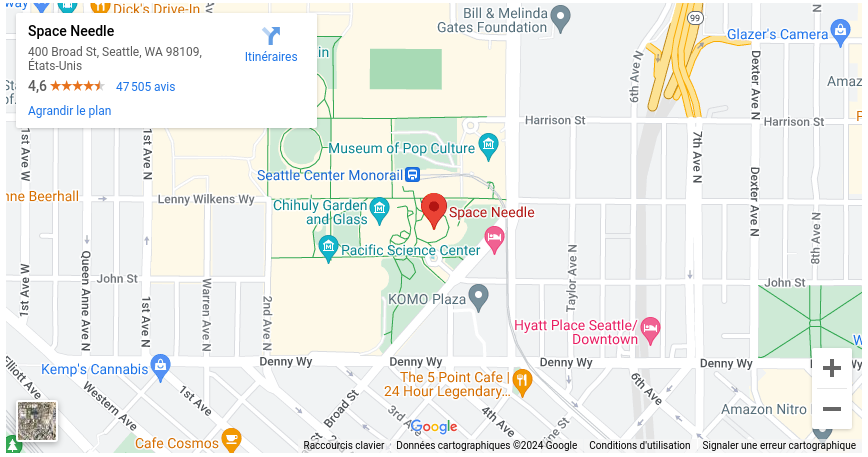 Way
Dick's Drive-In
Space Needle
400 Broad St, Seattle, WA 98109,
États-Unis
Itinéraires
4,6
47 505 avis
Agrandir le plan
Bill & Melinda
Gates Foundation
99
Glazer's Camera
6th Ave N
Dexter Ave N
Harrison St
Harrison St
7th Ave N
1st Ave W
1st Ave N
Museum of Pop Culture
Seattle Center Monorail
Lenny Wilkens Wy
Chihuly Garden
and Glass
Space Needle
Pacific Science Center
Dexter Ave N
8th Ave N
Queen Anne Ave N
John St
John St
1st Ave W
1st Ave N
Warren Ave N
2nd Ave N
Taylor Ave N
KOMO Plaza
Hyatt Place Seattle/
Downtown
Denny Wy
Denny Wy
Denny Wy
Denny Wy
Kemp's Cannabis
Elliott Ave
Western Ave
1st Ave
Broad St
The 5 Point Cafe |
24 Hour Legendary...
3rd Ave
4th Ave
6th Ave
Amazon Nitro
Cafe Cosmos
Google
Raccourcis clavier
Données cartographiques ©2024 Google
Conditions d'utilisation
Signaler une erreur cartographique